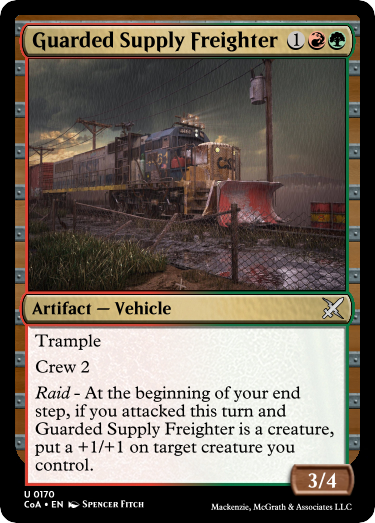 Guarded Supply Freighter 1
Artifact — Vehicle
Trample
Crew 2
Raid - At the beginning of your end
step, if you attacked this turn and
Guarded Supply Freighter is a creature,
put a +1/+1 on target creature you
control.
3/4
U 0170
CoA • EN Spencer Fitch
Mackenzie, McGrath & Associates LLC